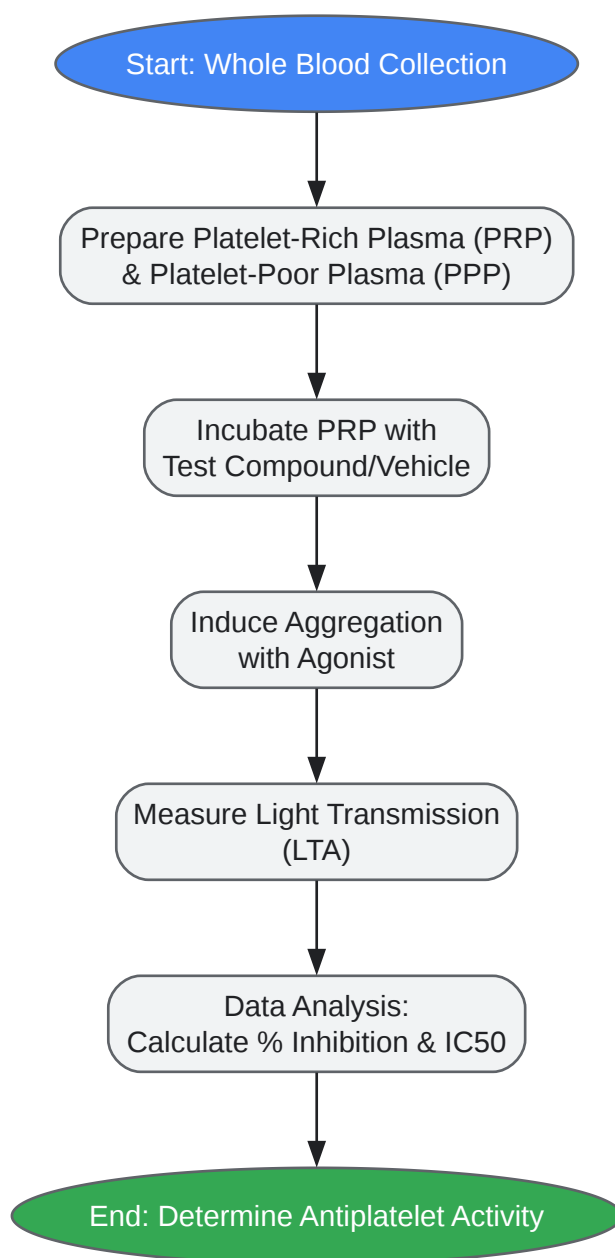 Start: Whole Blood Collection
Prepare Platelet-Rich Plasma (PRP)
& Platelet-Poor Plasma (PPP)
Incubate PRP with
Test Compound/Vehicle
Induce Aggregation
with Agonist
Measure Light Transmission
(LTA)
Data Analysis:
Calculate % Inhibition & IC50
End: Determine Antiplatelet Activity